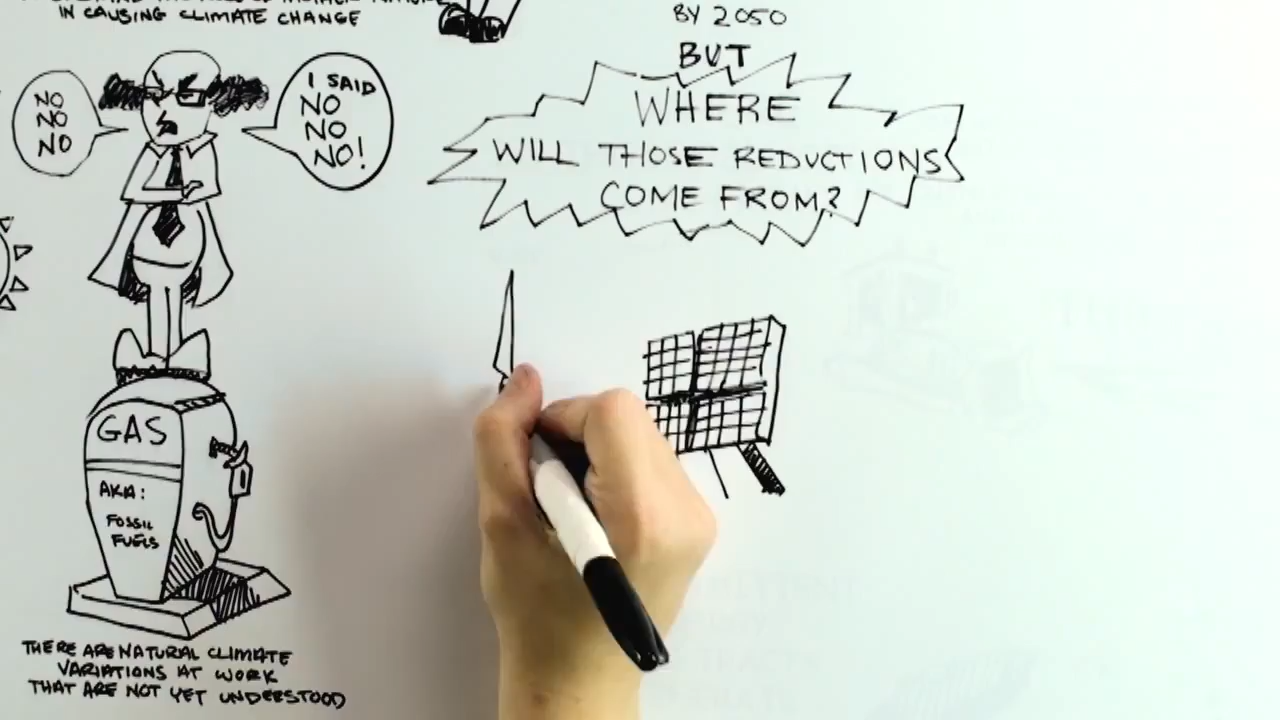 IN CAUSING CLIMATE CHANGE
NO
NO
NO
I SAID
NO
NO
NO!
GAS
AKA:
FOSSIL
FUELS
THERE ARE NATURAL CLIMATE
VARIATIONS AT WORK
THAT ARE NOT YET UNDERSTOOD
BY 2050
BUT
WHERE
WILL THOSE REDUCTIONS
COME FROM?